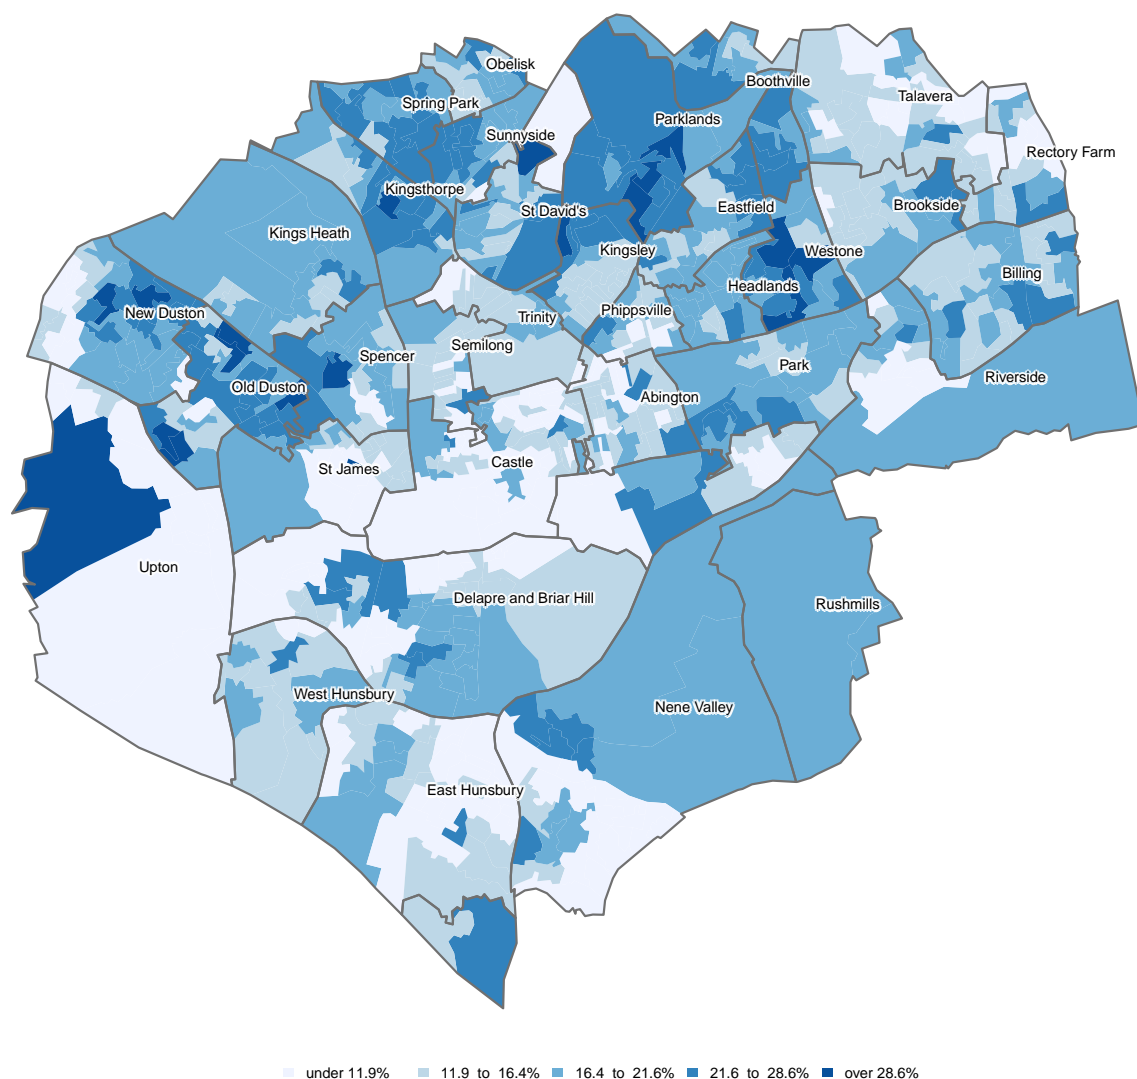 Obelisk
Boothville
Spring Park
Talavera
Parklands
Sunnyside
Rectory Farm
Kingsthorpe
Brookside
St David's
Eastfield
Kings Heath
Kingsley
Westone
Billing
Headlands
New Duston
Phippsville
Trinity
Semilong
Spencer
Park
Riverside
Old Duston
Abington
St James
Castle
Upton
Delapre and Briar Hill
Rushmills
West Hunsbury
Nene Valley
East Hunsbury
under 11.9% 11.9 to 16.4% 16.4 to 21.6% 21.6 to 28.6% over 28.6%